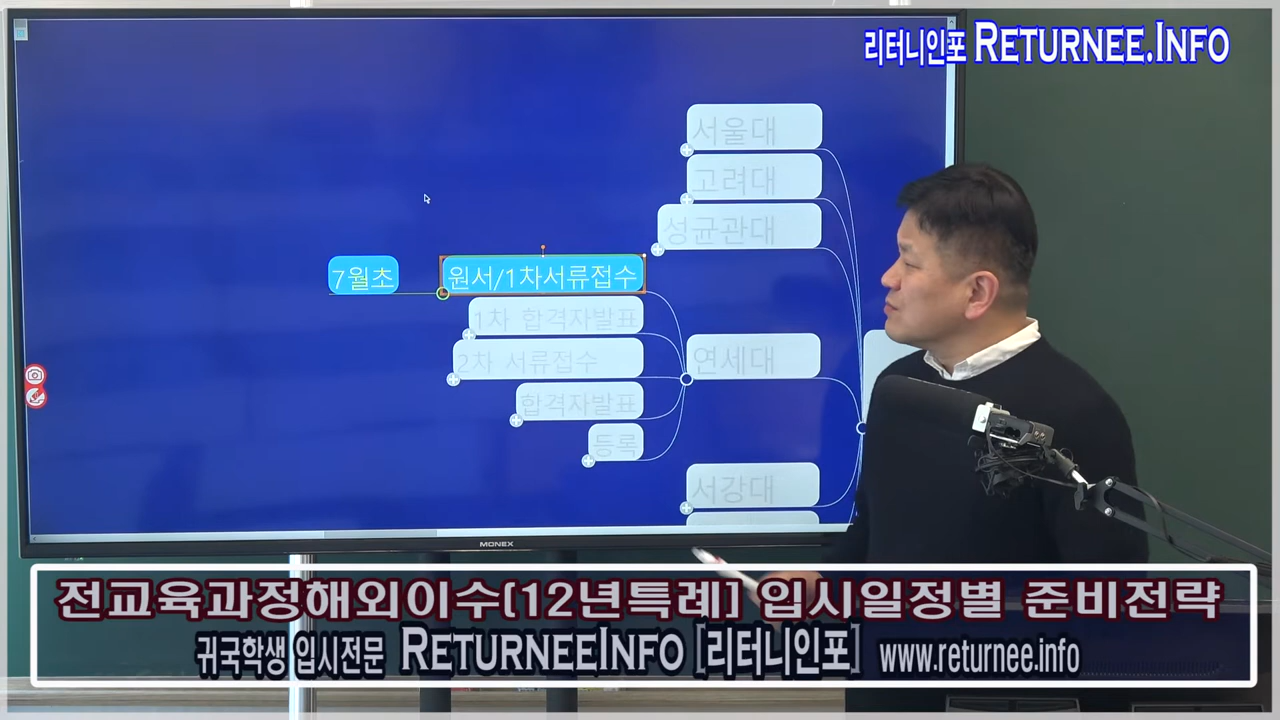 리터니인포 RETURNEE.INFO
서울대
고려대
성균관대
7월초
원서/1차서류접수
1차 합격자발표
2차 서류접수
연세대
합격자발표
등록
서강대
MONEX
전교육과정해외이수(12년특례] 입시일정별 준비전략
귀국학생 입시전문 RETURNEEINFO [리터니인포] www.returnee.info